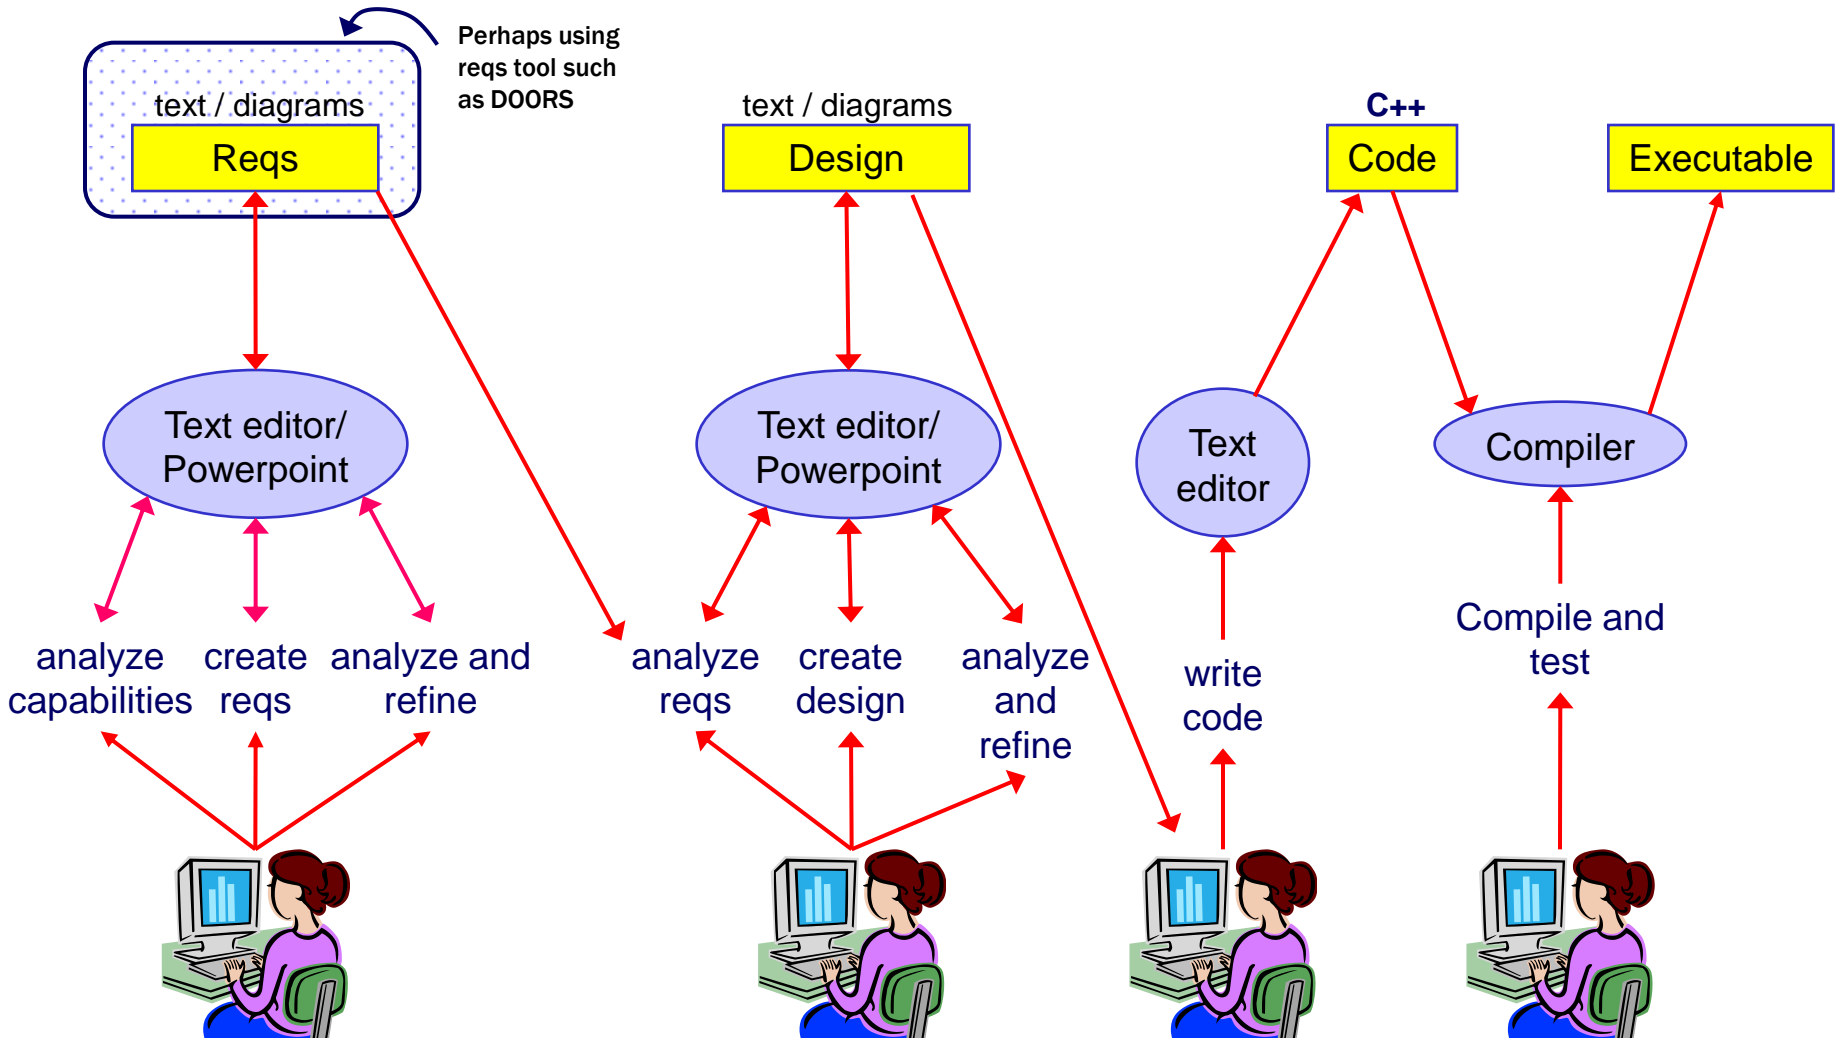 Perhaps using
reqs tool such
as DOORS
text / diagrams
Reqs
text / diagrams
Design
C++
Code
Executable
Text editor/
Powerpoint
Text editor/
Powerpoint
Text
editor
Compiler
analyze
capabilities
create
reqs
analyze and
refine
analyze
reqs
create
design
analyze
and
refine
write
code
Compile and
test